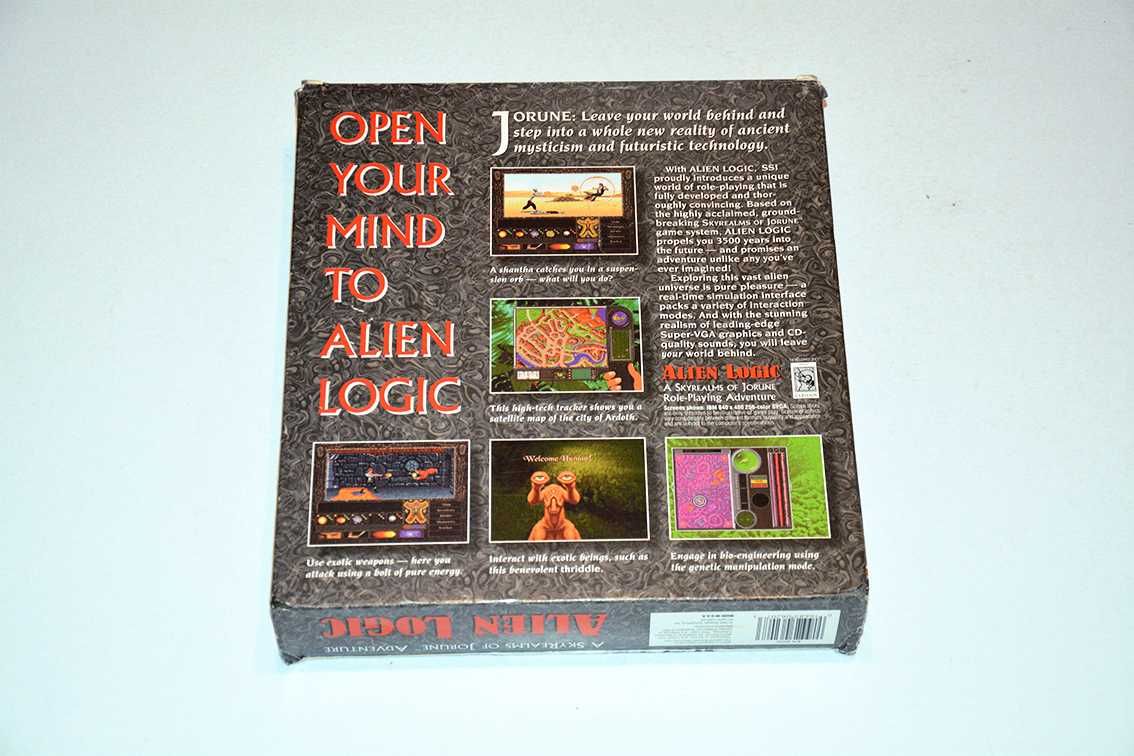 OPEN
YOUR
MIND
TO
ALIEN
LOGIC
JORUNE: Leave your world behind and
step into a whole new reality of ancient
mysticism and futuristic technology.
With ALIEN LOGIC, SSI
proudly introduces a unique
world of role-playing that is
fully developed and thor-
oughly convincing. Based on
the highly acclaimed, ground-
breaking SKYREALMS OF JORUNE
game system, ALIEN LOGIC
propels you 3500 years into
the future — and promises an
adventure unlike any you've
ever imagined!
Exploring this vast alien
universe is pure pleasure — a
real-time simulation interface
packs a variety of interaction
modes. And with the stunning
realism of leading-edge
Super-VGA graphics and CD-
quality sounds, you will leave
your world behind.
A shantha catches you in a suspen-
sion orb — what will you do?
This high-tech tracker shows you a
satellite map of the city of Ardoth.
ALIEN LOGIC
A SKYREALMS OF JORUNE
Role-Playing Adventure
Screens shown: IBM 640 x 480 256-color SVGA.
Welcome Human!
Use exotic weapons — here you
attack using a bolt of pure energy.
Interact with exotic beings, such as
this benevolent thriddle.
Engage in bio-engineering using
the genetic manipulation mode.
ALIEN LOGIC
A SKYREALMS OF JORUNE™ ADVENTURE